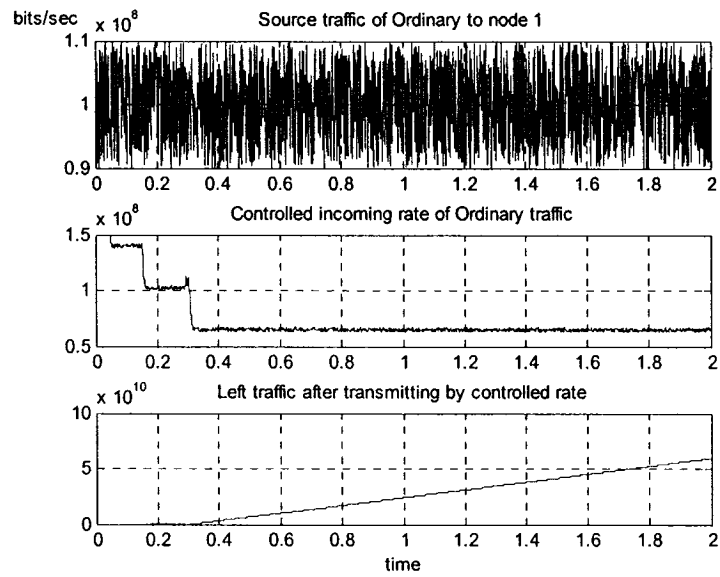 bits/sec
x 10^8
Source traffic of Ordinary to node 1
1.1
1
0.9
0 0.2 0.4 0.6 0.8 1 1.2 1.4 1.6 1.8 2
x 10^8
Controlled incoming rate of Ordinary traffic
1.5
1
0.5
0 0.2 0.4 0.6 0.8 1 1.2 1.4 1.6 1.8 2
x 10^10
Left traffic after transmitting by controlled rate
10
5
0
0 0.2 0.4 0.6 0.8 1 1.2 1.4 1.6 1.8 2
time